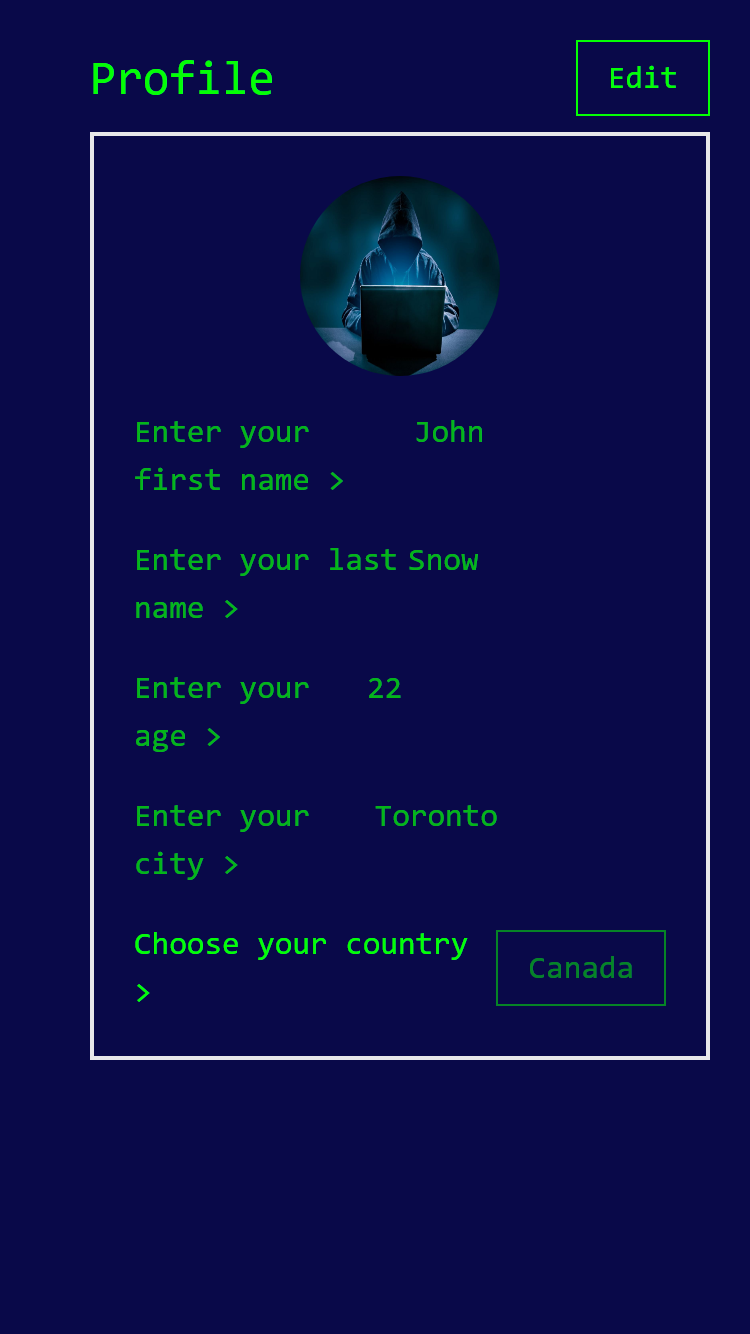 Profile
Edit
Enter your John
first name >
Enter your last Snow
name >
Enter your 22
age >
Enter your Toronto
city >
Choose your country
>
Canada